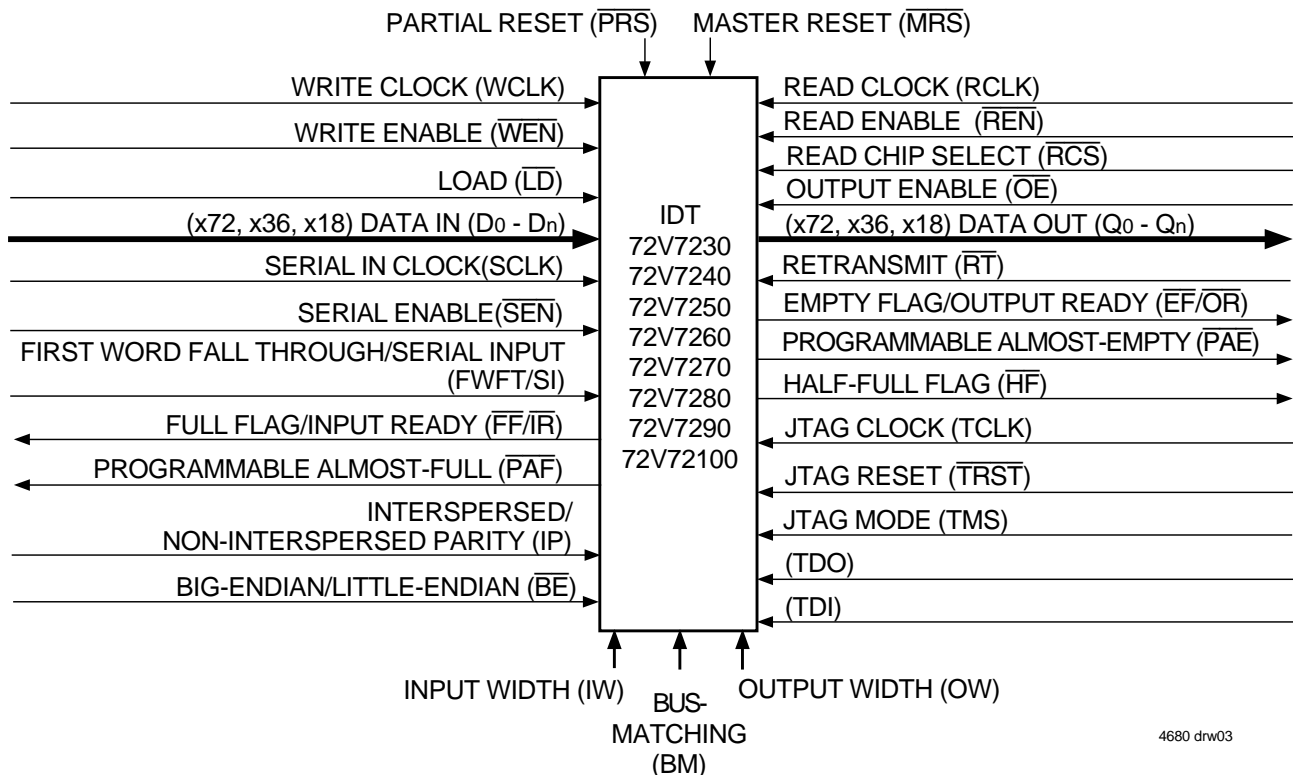 PARTIAL RESET (PRS) MASTER RESET (MRS)
WRITE CLOCK (WCLK)
WRITE ENABLE (WEN)
LOAD (LD)
(x72, x36, x18) DATA IN (D0 - Dn)
SERIAL IN CLOCK(SCLK)
SERIAL ENABLE(SEN)
FIRST WORD FALL THROUGH/SERIAL INPUT
(FWFT/SI)
FULL FLAG/INPUT READY (FF/IR)
PROGRAMMABLE ALMOST-FULL (PAF)
INTERSPERSED/
NON-INTERSPERSED PARITY (IP)
BIG-ENDIAN/LITTLE-ENDIAN (BE)
IDT
72V7230
72V7240
72V7250
72V7260
72V7270
72V7280
72V7290
72V72100
READ CLOCK (RCLK)
READ ENABLE (REN)
READ CHIP SELECT (RCS)
OUTPUT ENABLE (OE)
(x72, x36, x18) DATA OUT (Q0 - Qn)
RETRANSMIT (RT)
EMPTY FLAG/OUTPUT READY (EF/OR)
PROGRAMMABLE ALMOST-EMPTY (PAE)
HALF-FULL FLAG (HF)
JTAG CLOCK (TCLK)
JTAG RESET (TRST)
JTAG MODE (TMS)
(TDO)
(TDI)
INPUT WIDTH (IW)
BUS-
MATCHING
(BM)
OUTPUT WIDTH (OW)
4680 drw03